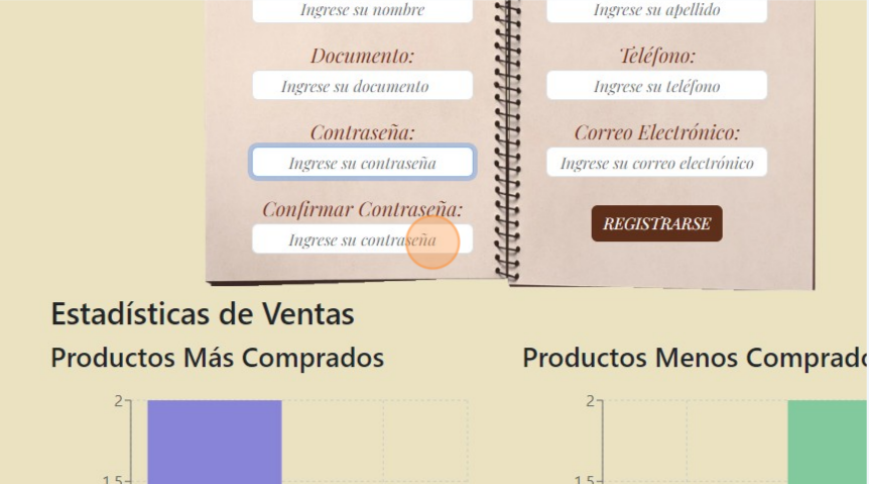 Ingrese su nombre
Ingrese su apellido
Documento:
Teléfono:
Ingrese su documento
Ingrese su teléfono
Contraseña:
Correo Electrónico:
Ingrese su contraseña
Ingrese su correo electrónico
Confirmar Contraseña:
Ingrese su contraseña
REGISTRARSE
Estadísticas de Ventas
Productos Más Comprados
Productos Menos Comprado
2
2
1.5
1.5